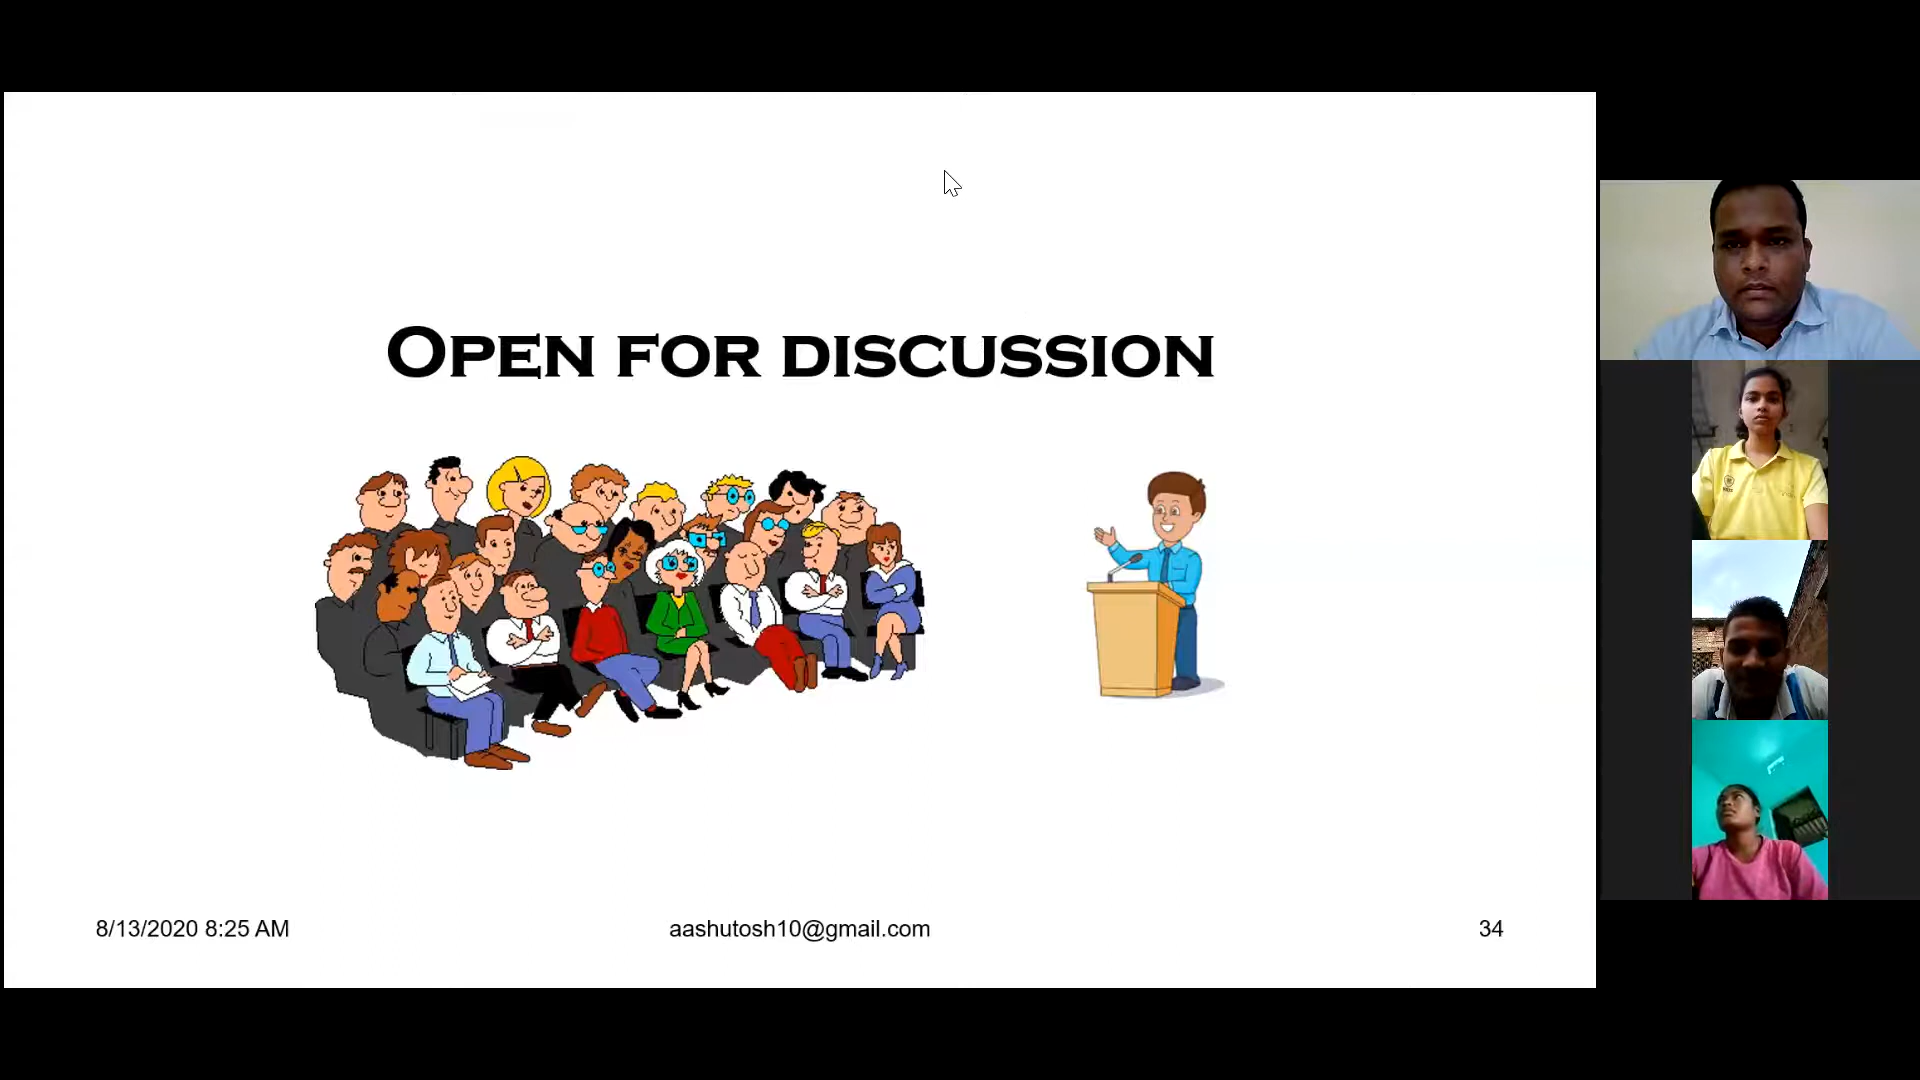 OPEN FOR DISCUSSION
8/13/2020 8:25 AM
aashutosh10@gmail.com
34